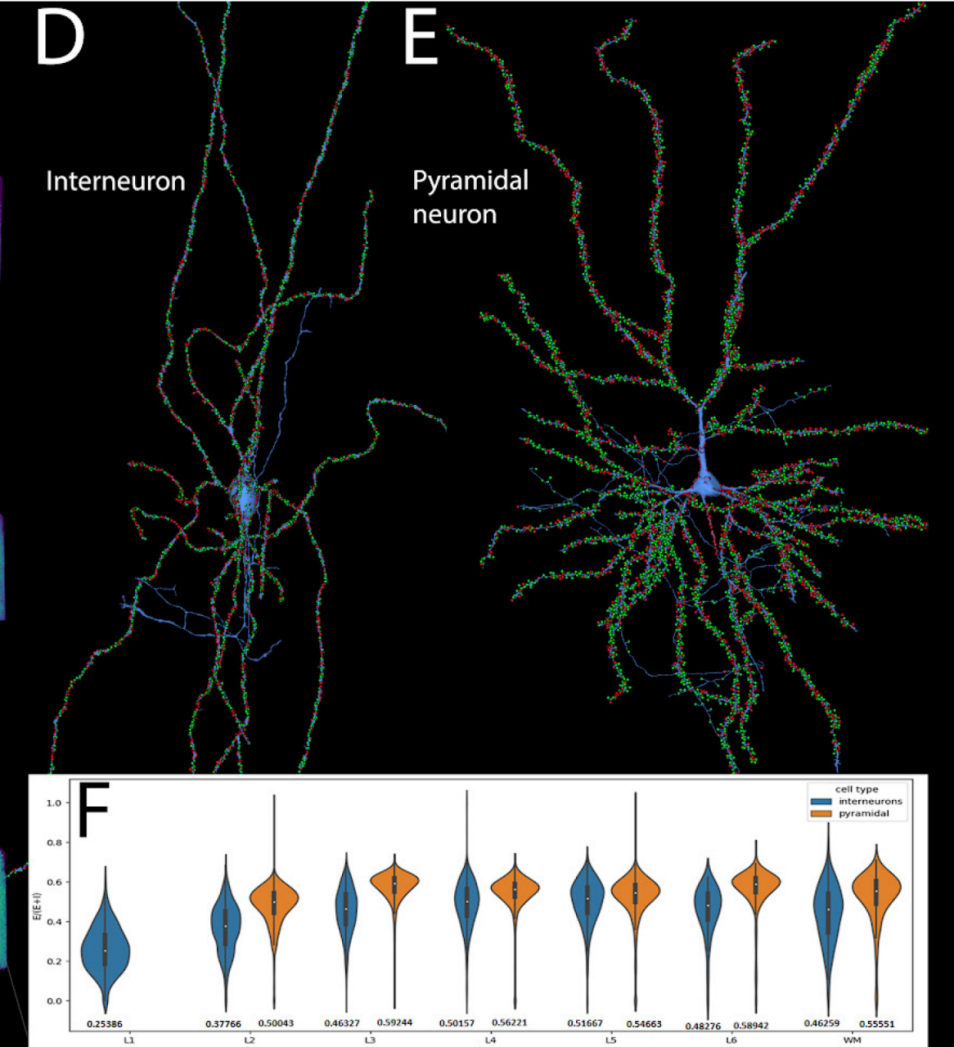 D
E
Interneuron
Pyramidal
neuron
F
cell type
interneurons
pyramidal
E/(E+I)
1.0
0.8
0.6
0.4
0.2
0.0
0.25386
0.37766 0.50043
0.46327 0.59244
0.50157 0.56221
0.51667 0.54663
0.48276 0.58942
0.46259 0.55551
L1 L2 L3 L4 L5 L6 WM